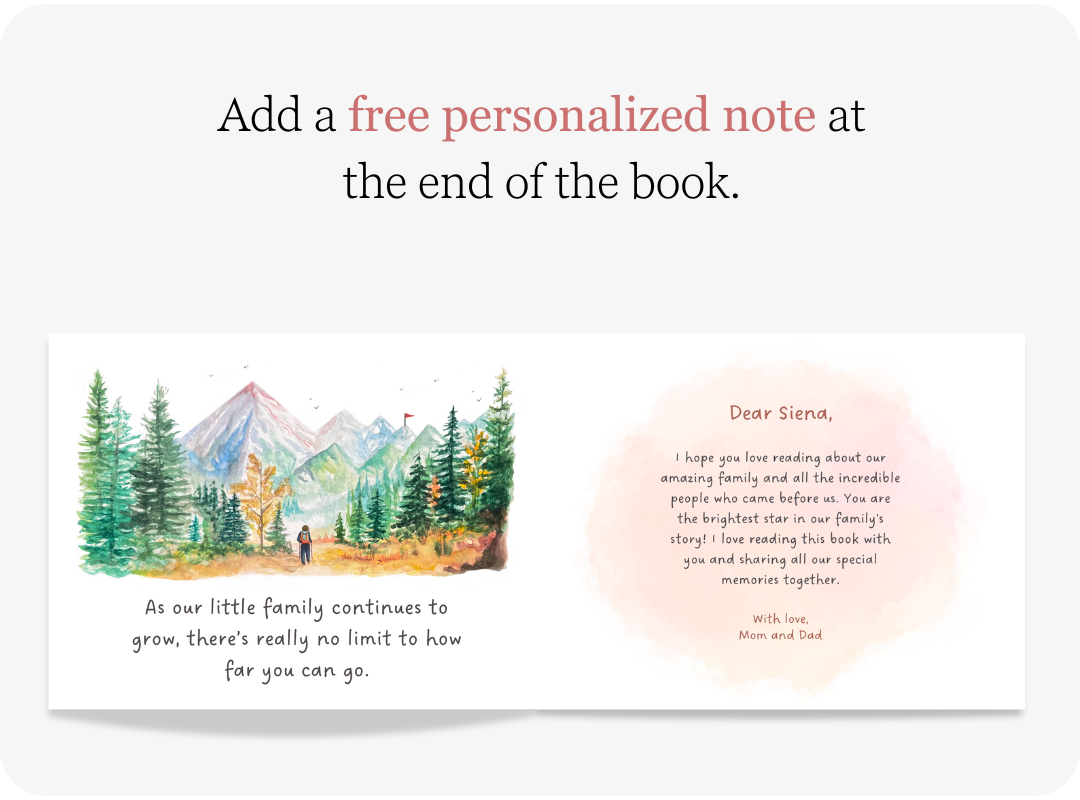 Add a free personalized note at
the end of the book.
As our little family continues to
grow, there's really no limit to how
far you can go.
Dear Siena,
I hope you love reading about our
amazing family and all the incredible
people who came before us. You are
the brightest star in our family's
story! I love reading this book with
you and sharing all our special
memories together.
With love,
Mom and Dad